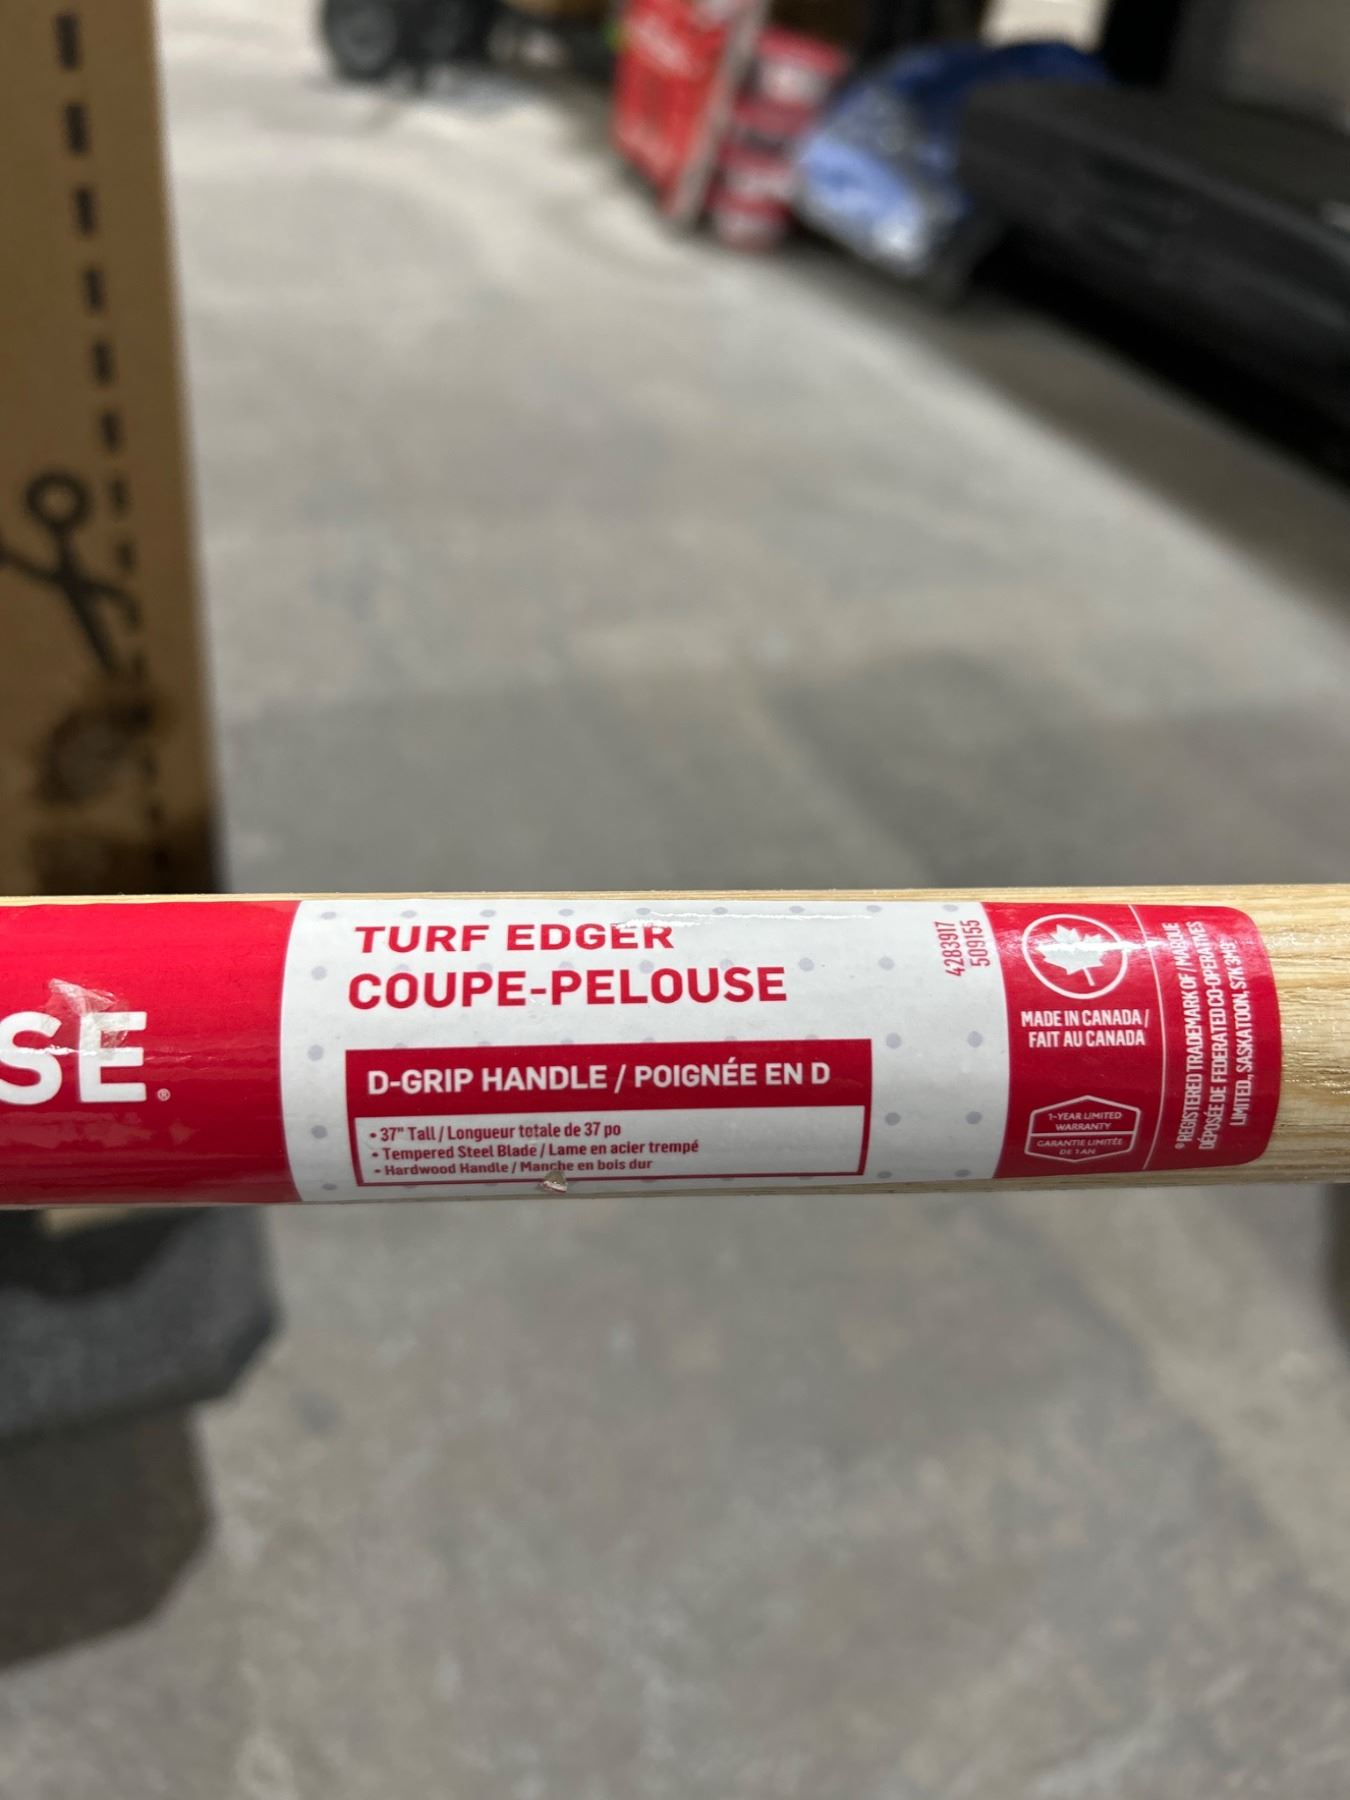 SE®
TURF EDGER
COUPE-PELOUSE
D-GRIP HANDLE / POIGNÉE EN D
• 37" Tall / Longueur totale de 37 po
• Tempered Steel Blade / Lame en acier trempé
• Hardwood Handle / Manche en bois dur
4283917
509155
MADE IN CANADA /
FAIT AU CANADA
1-YEAR LIMITED
WARRANTY
GARANTIE LIMITÉE
DE 1 AN
® REGISTERED TRADEMARK OF / MARQUE
DÉPOSÉE DE FEDERATED CO-OPERATIVES
LIMITED, SASKATOON, S7K 3M9